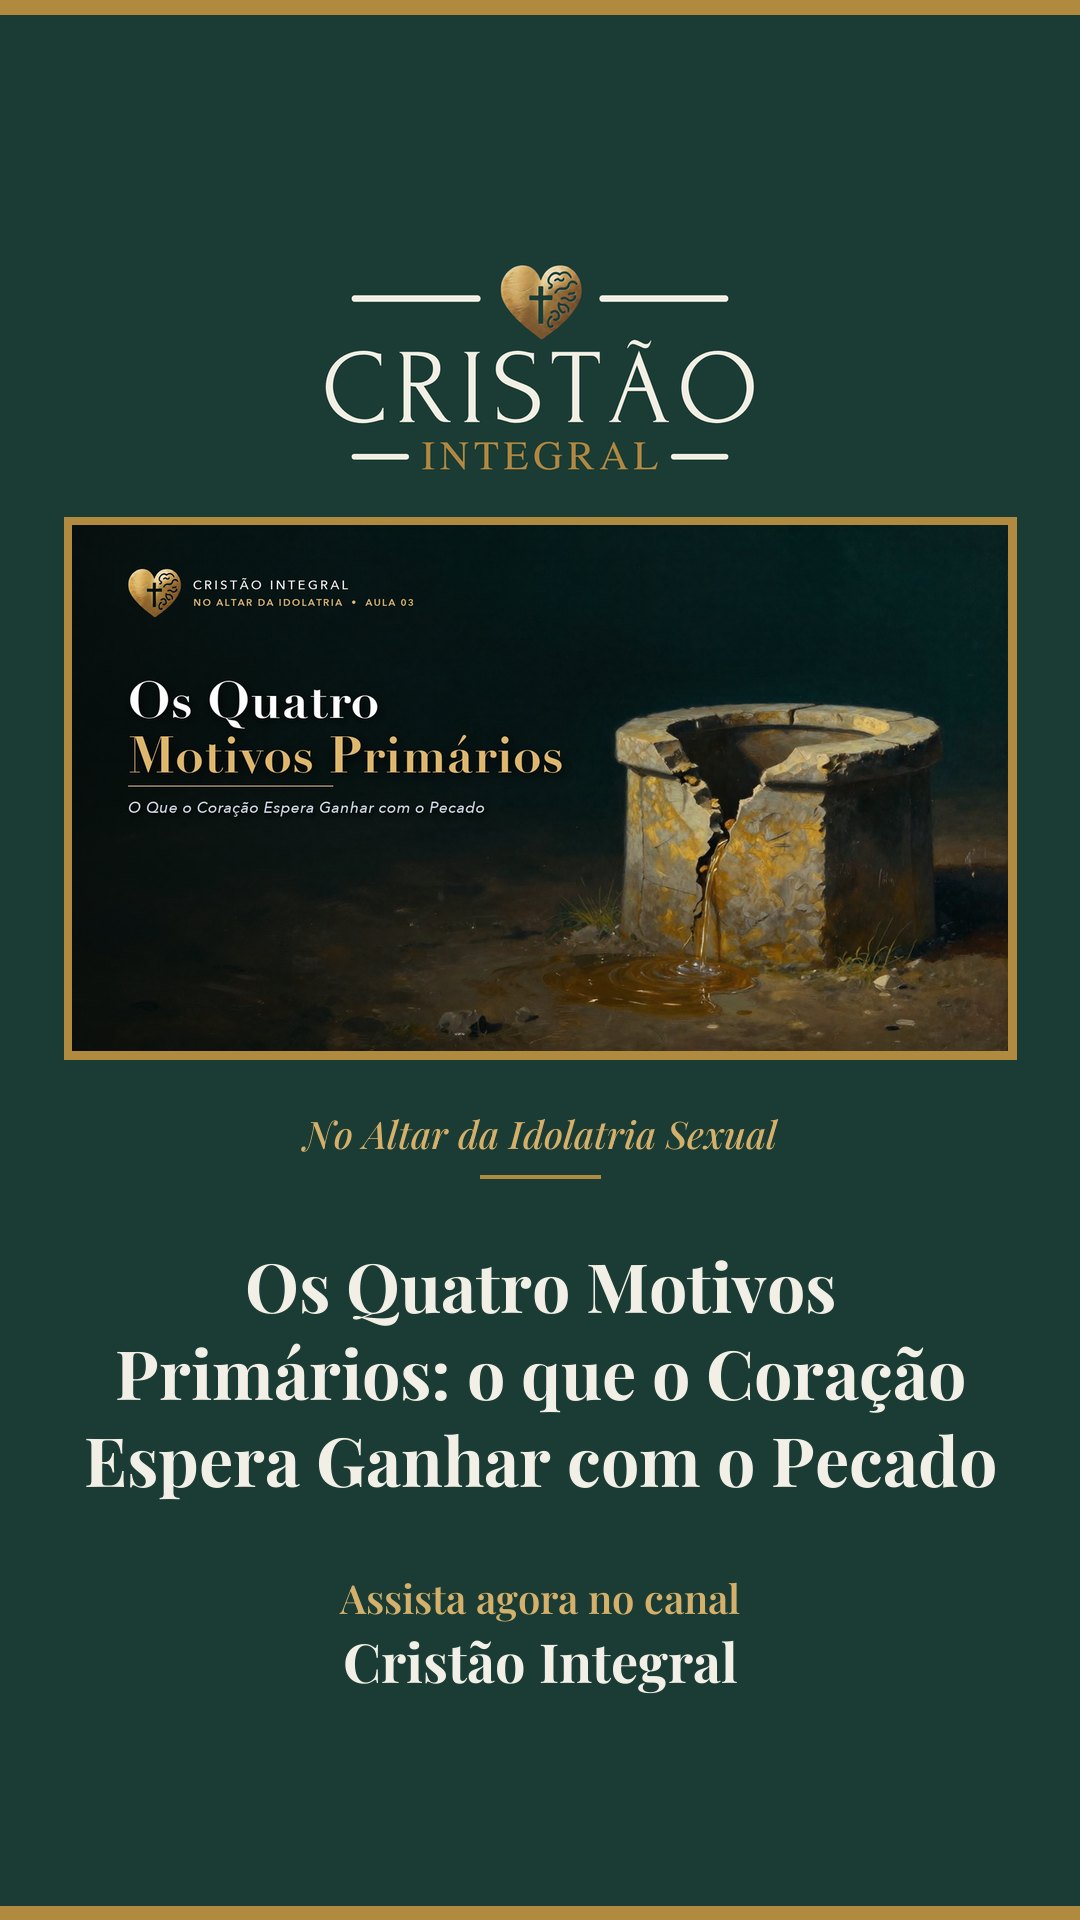 CRISTÃO
INTEGRAL
CRISTÃO INTEGRAL
NO ALTAR DA IDOLATRIA • AULA 03
Os Quatro
Motivos Primários
O Que o Coração Espera Ganhar com o Pecado
No Altar da Idolatria Sexual
Os Quatro Motivos
Primários: o que o Coração
Espera Ganhar com o Pecado
Assista agora no canal
Cristão Integral